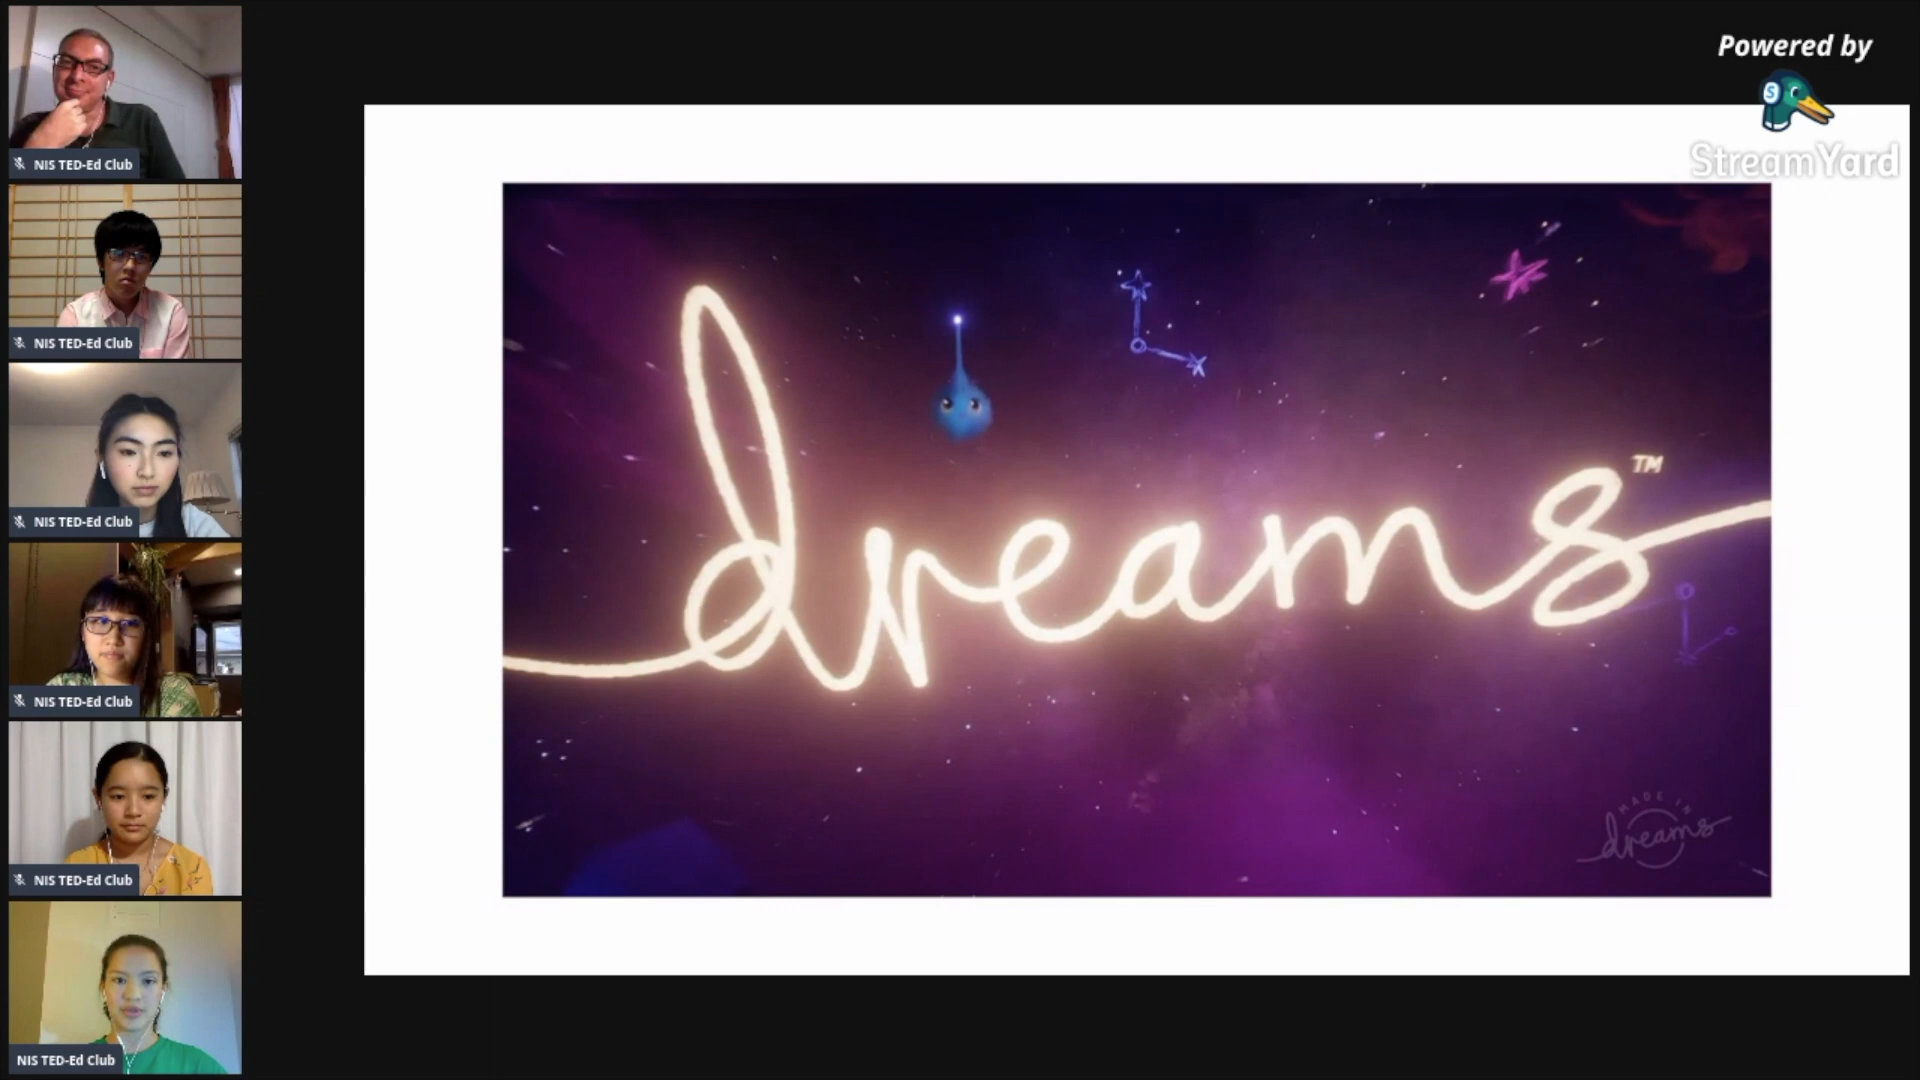 NIS TED-Ed Club
NIS TED-Ed Club
NIS TED-Ed Club
NIS TED-Ed Club
NIS TED-Ed Club
NIS TED-Ed Club
Powered by
S
StreamYard
dreams™
MADE IN
dreams